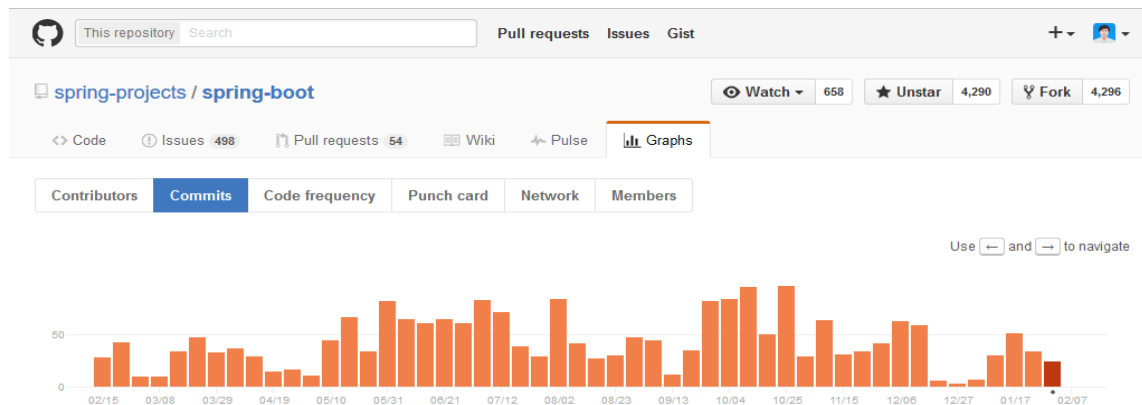 This repository Search Pull requests Issues Gist
spring-projects / spring-boot Watch 658 Unstar 4,290 Fork 4,296
Code Issues 498 Pull requests 54 Wiki Pulse Graphs
Contributors Commits Code frequency Punch card Network Members
Use ← and → to navigate
50
0
02/15 03/08 03/29 04/19 05/10 05/31 06/21 07/12 08/02 08/23 09/13 10/04 10/25 11/15 12/06 12/27 01/17 02/07